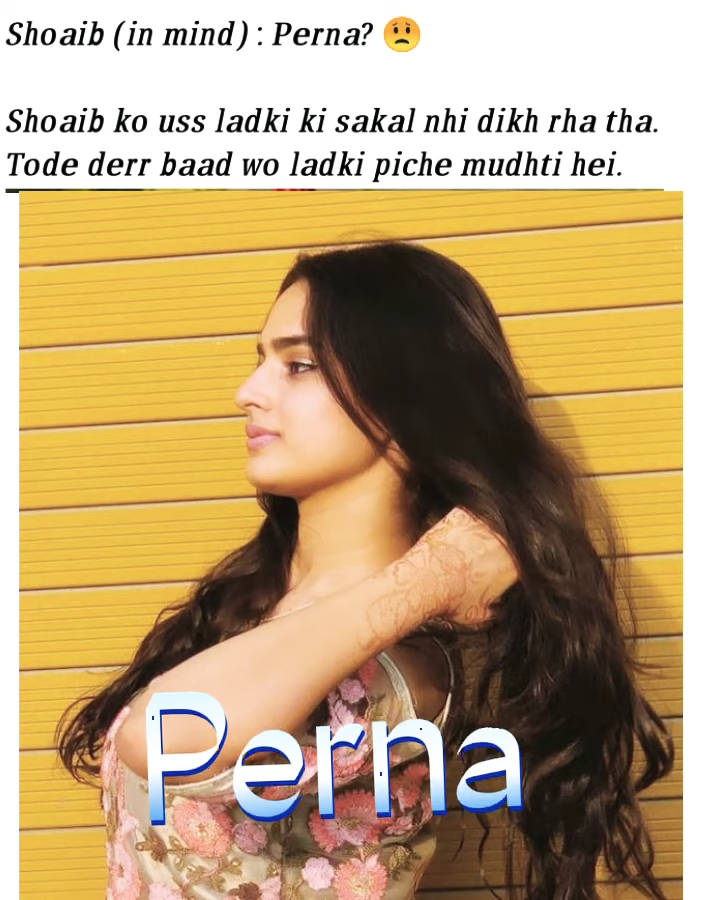 Shoaib (in mind) : Perna? 😟
Shoaib ko uss ladki ki sakal nhi dikh rha tha.
Tode derr baad wo ladki piche mudhti hei.
Perna